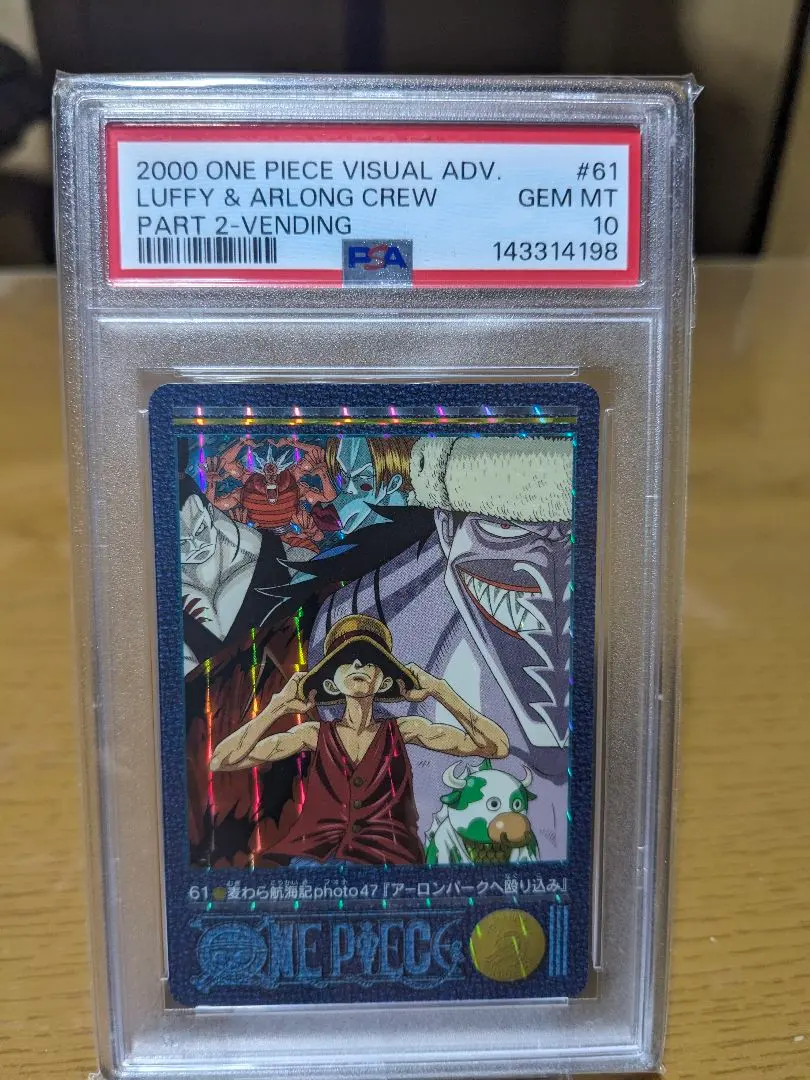 2000 ONE PIECE VISUAL ADV. #61
LUFFY & ARLONG CREW GEM MT
PART 2-VENDING 10
PSA 143314198
61●麦わら航海記photo47『アーロンパークへ殴り込み』
ONE PIECE